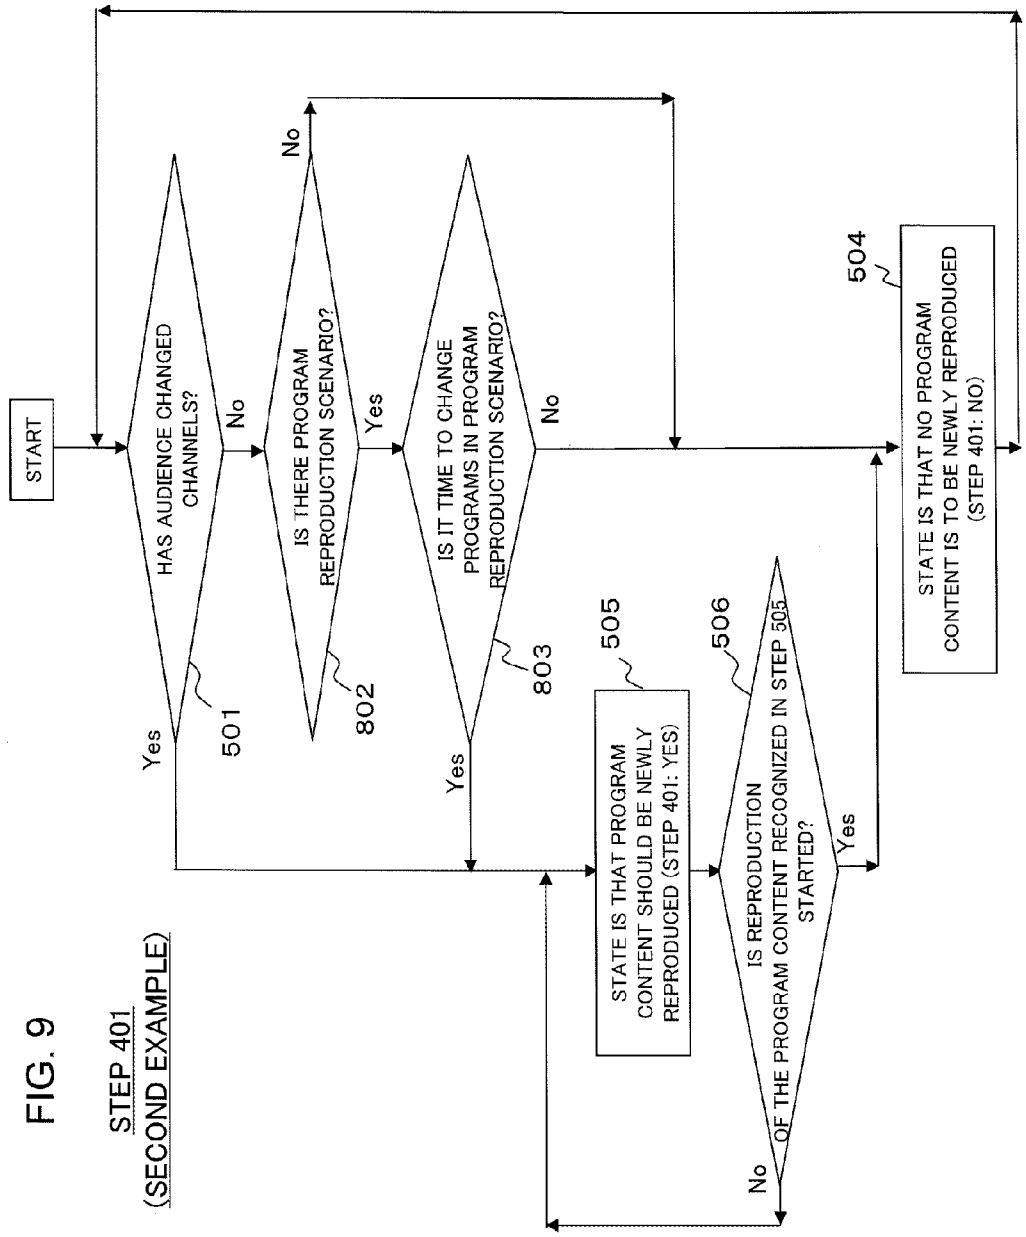 FIG. 9
STEP 401
(SECOND EXAMPLE)
START
HAS AUDIENCE CHANGED
CHANNELS?
Yes
501
No
IS THERE PROGRAM
REPRODUCTION SCENARIO?
No
802
Yes
IS IT TIME TO CHANGE
PROGRAMS IN PROGRAM
REPRODUCTION SCENARIO?
Yes
803
No
505
STATE IS THAT PROGRAM
CONTENT SHOULD BE NEWLY
REPRODUCED (STEP 401: YES)
506
IS REPRODUCTION
OF THE PROGRAM CONTENT RECOGNIZED IN STEP 505
STARTED?
No
Yes
504
STATE IS THAT NO PROGRAM
CONTENT IS TO BE NEWLY REPRODUCED
(STEP 401: NO)